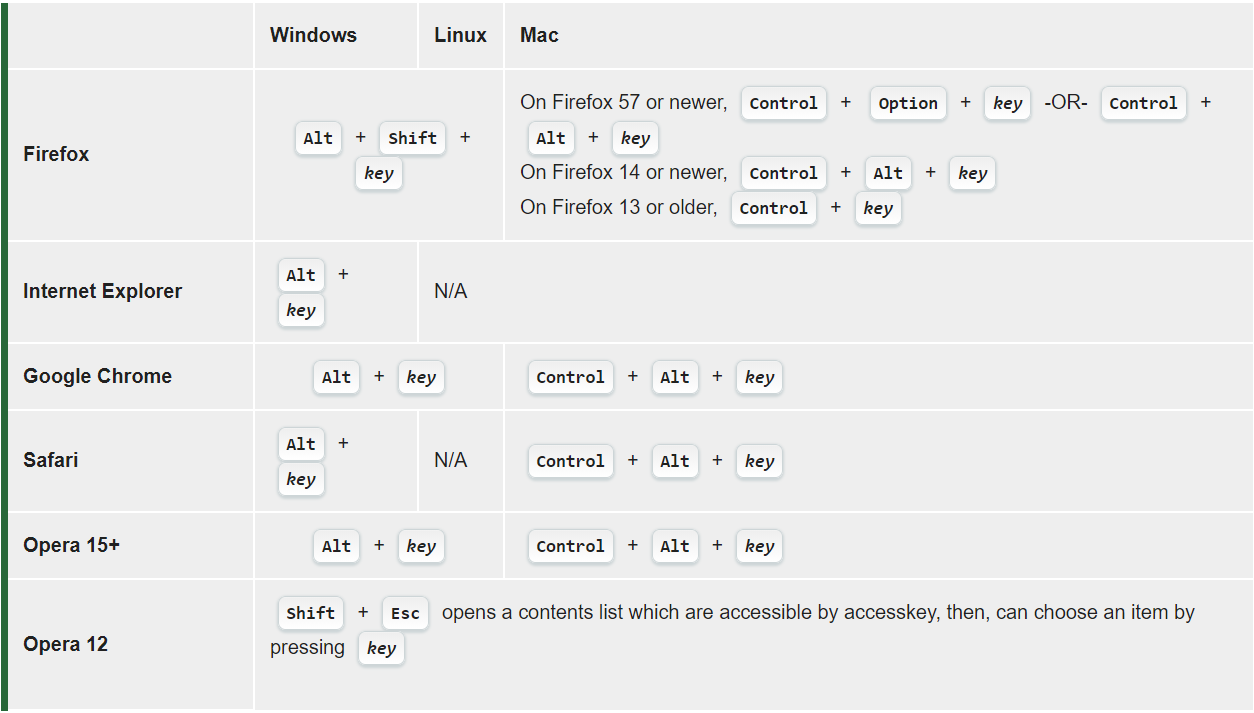 Windows Linux Mac
Firefox
Alt + Shift +
key
On Firefox 57 or newer, Control + Option + key -OR- Control +
Alt + key
On Firefox 14 or newer, Control + Alt + key
On Firefox 13 or older, Control + key
Internet Explorer
Alt +
key
N/A
Google Chrome
Alt + key
Control + Alt + key
Safari
Alt +
key
N/A
Control + Alt + key
Opera 15+
Alt + key
Control + Alt + key
Opera 12
Shift + Esc opens a contents list which are accessible by accesskey, then, can choose an item by
pressing key